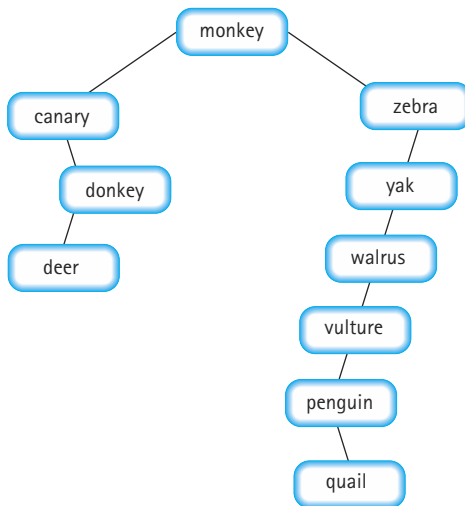 monkey
canary
zebra
donkey
yak
deer
walrus
vulture
penguin
quail